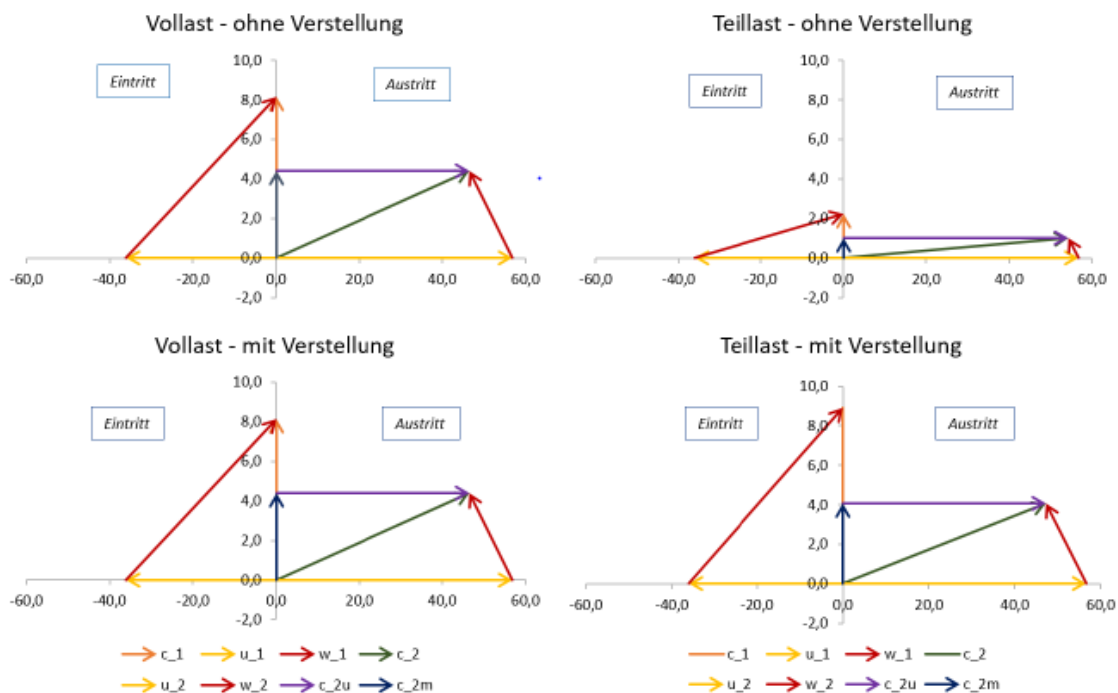 Vollast - ohne Verstellung
Eintritt
Austritt
10,0
8,0
6,0
4,0
2,0
0,0
-2,0
-60,0 -40,0 -20,0 0,0 20,0 40,0 60,0
Teillast - ohne Verstellung
Eintritt
Austritt
10,0
8,0
6,0
4,0
2,0
0,0
-2,0
-60,0 -40,0 -20,0 0,0 20,0 40,0 60,0
Vollast - mit Verstellung
Eintritt
Austritt
10,0
8,0
6,0
4,0
2,0
0,0
-2,0
-60,0 -40,0 -20,0 0,0 20,0 40,0 60,0
c_1 u_1 w_1 c_2
u_2 w_2 c_2u c_2m
Teillast - mit Verstellung
Eintritt
Austritt
10,0
8,0
6,0
4,0
2,0
0,0
-2,0
-60,0 -40,0 -20,0 0,0 20,0 40,0 60,0
c_1 u_1 w_1 c_2
u_2 w_2 c_2u c_2m